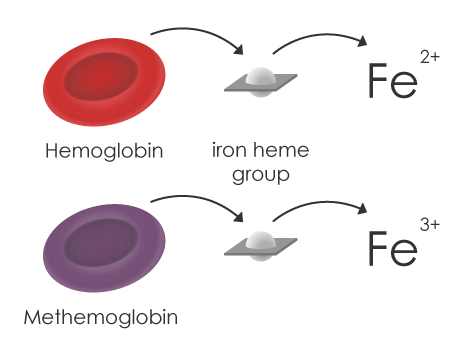 Fe2+
Hemoglobin
iron heme
group
Fe3+
Methemoglobin